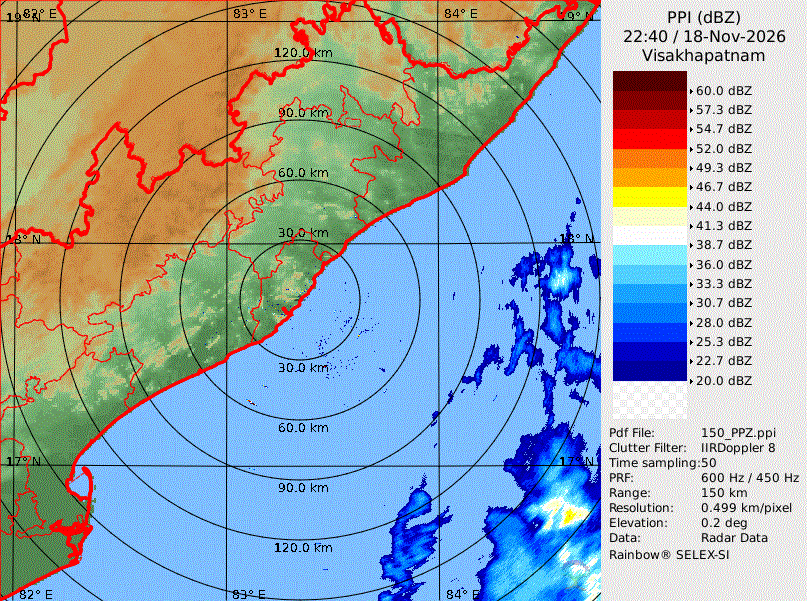 82° E
83° E
84° E
19° N
19° N
120.0 km
90.0 km
60.0 km
30.0 km
18° N
18° N
30.0 km
60.0 km
17° N
17° N
90.0 km
120.0 km
82° E
83° E
84° E
PPI (dBZ)
22:40 / 18-Nov-2026
Visakhapatnam
60.0 dBZ
57.3 dBZ
54.7 dBZ
52.0 dBZ
49.3 dBZ
46.7 dBZ
44.0 dBZ
41.3 dBZ
38.7 dBZ
36.0 dBZ
33.3 dBZ
30.7 dBZ
28.0 dBZ
25.3 dBZ
22.7 dBZ
20.0 dBZ
Pdf File: 150_PPZ.ppi
Clutter Filter: IIRDoppler 8
Time sampling:50
PRF: 600 Hz / 450 Hz
Range: 150 km
Resolution: 0.499 km/pixel
Elevation: 0.2 deg
Data: Radar Data
Rainbow® SELEX-SI